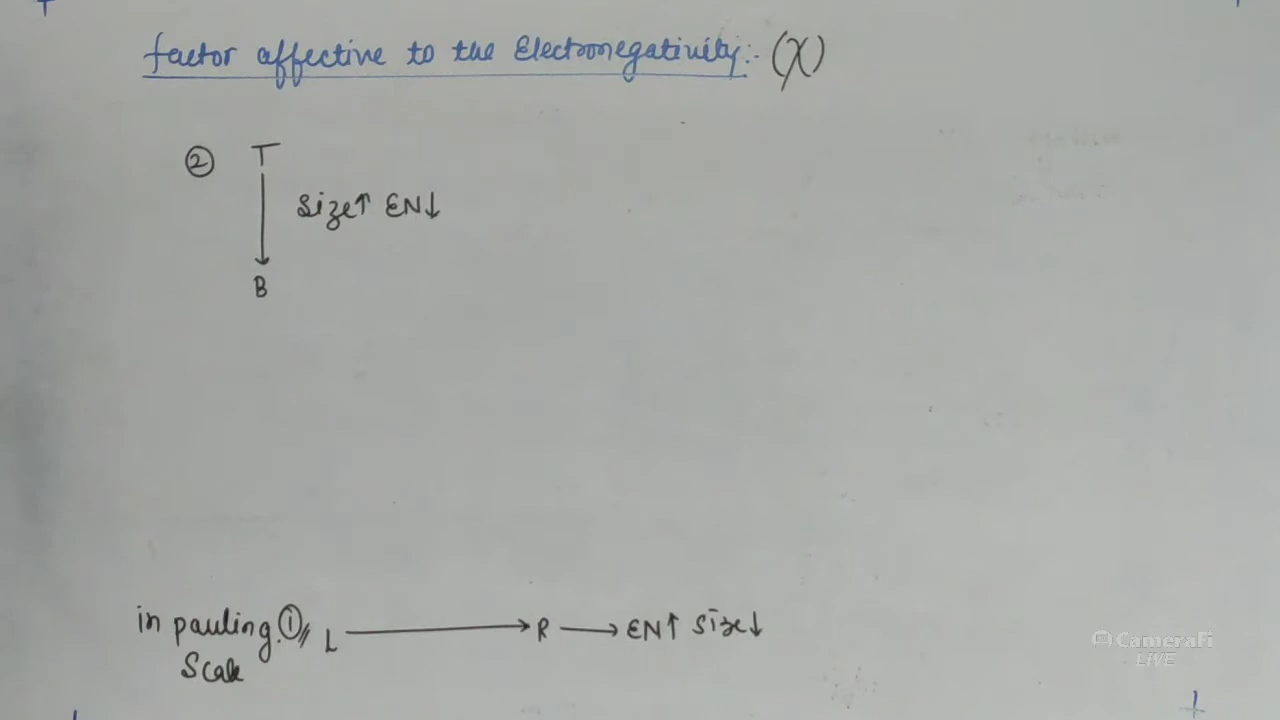 factor affective to the Electronegativity:- (χ)
② T
size↑ EN↓
B
in pauling ① L → R → EN↑ size↓
Scale
CameraFi
LIVE